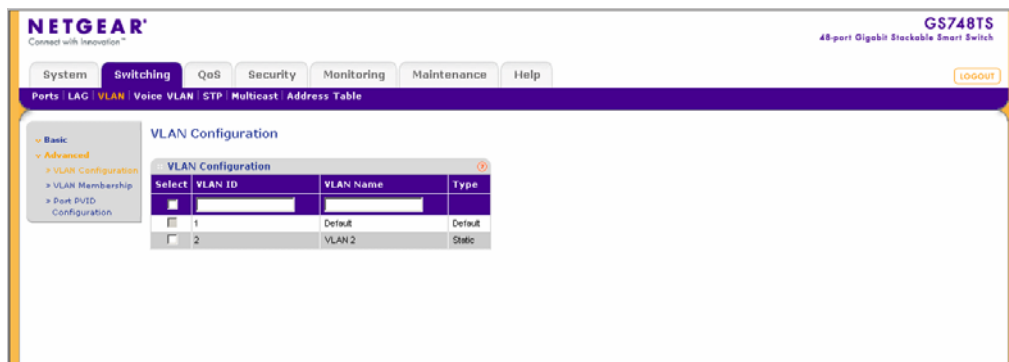 NETGEAR®
Connect with Innovation™
GS748TS
48-port Gigabit Stackable Smart Switch
System Switching QoS Security Monitoring Maintenance Help
LOGOUT
Ports | LAG | VLAN | Voice VLAN | STP | Multicast | Address Table
Basic
Advanced
» VLAN Configuration
» VLAN Membership
» Port PVID
Configuration
VLAN Configuration
VLAN Configuration
Select VLAN ID VLAN Name Type
1 Default Default
2 VLAN 2 Static